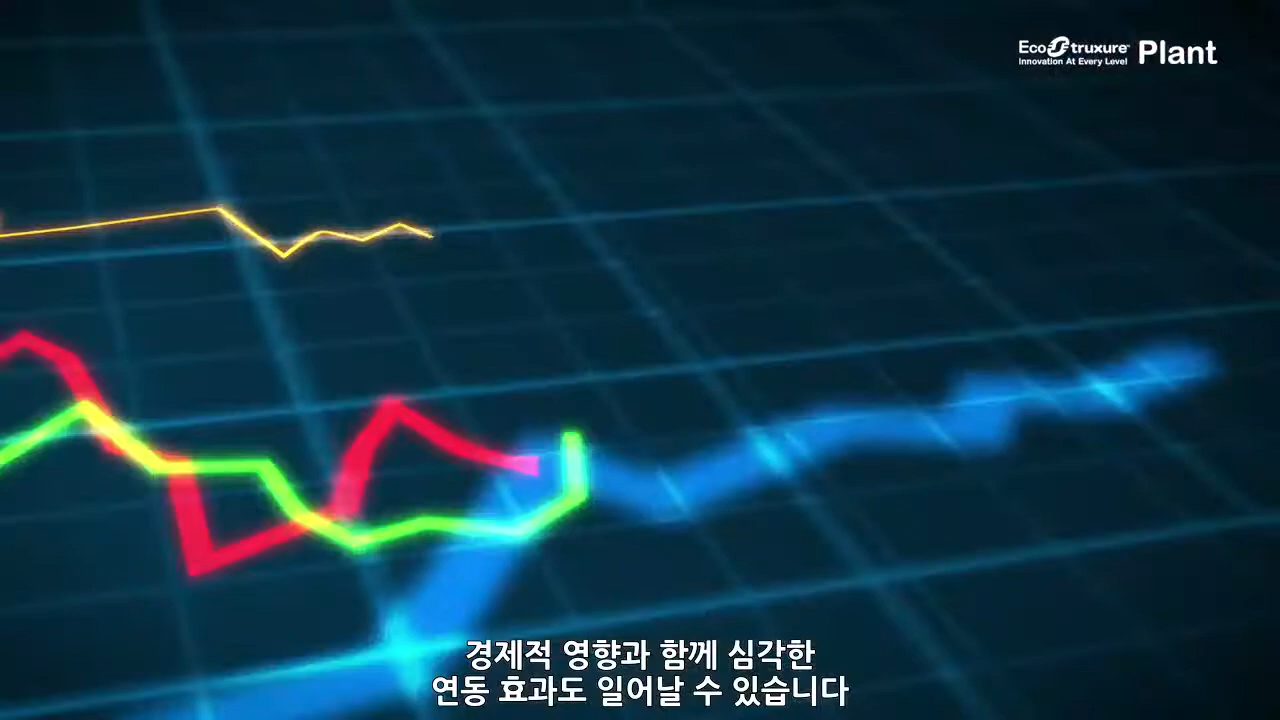 EcoStruxure™ Plant
Innovation At Every Level
경제적 영향과 함께 심각한
연동 효과도 일어날 수 있습니다